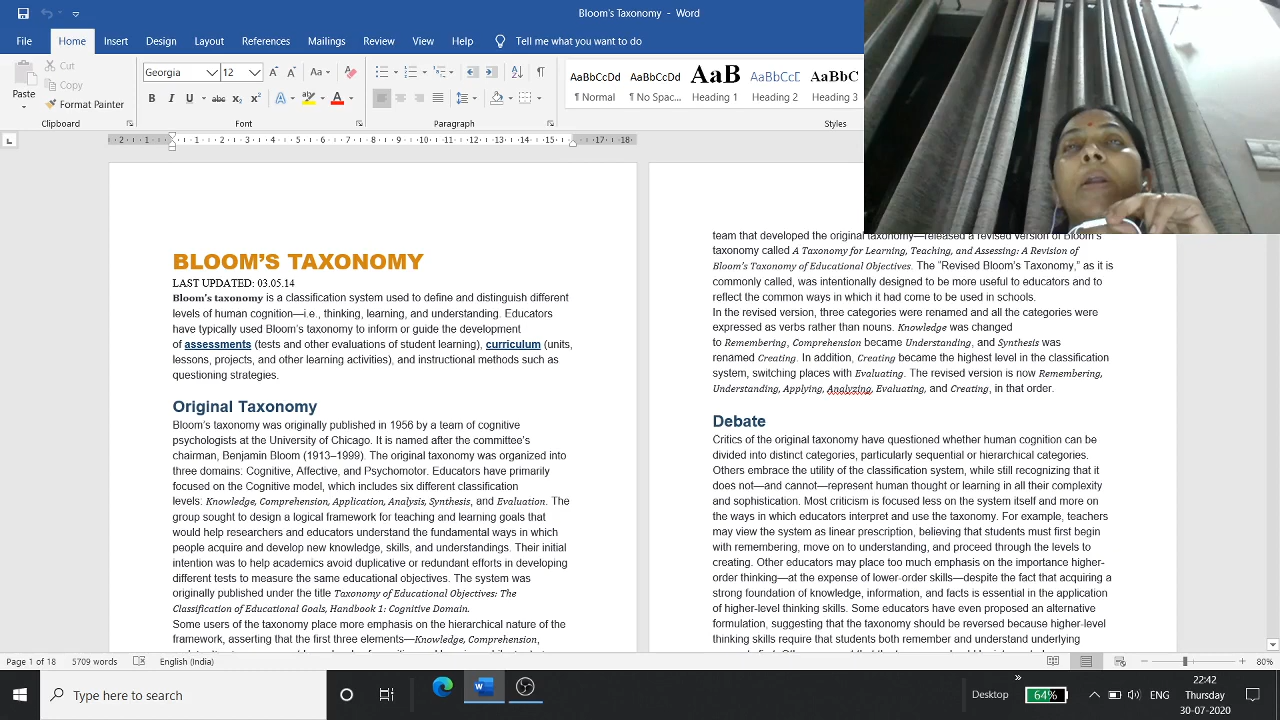 Bloom's Taxonomy - Word
File Home Insert Design Layout References Mailings Review View Help Tell me what you want to do
Cut
Copy
Paste
Format Painter
Georgia 12
AaBbCcDd AaBbCcDd AaB AaBbCcD AaBbC
¶ Normal ¶ No Spac... Heading 1 Heading 2 Heading 3
Clipboard Font Paragraph Styles
BLOOM'S TAXONOMY
LAST UPDATED: 03.05.14
Bloom's taxonomy is a classification system used to define and distinguish different
levels of human cognition—i.e., thinking, learning, and understanding. Educators
have typically used Bloom's taxonomy to inform or guide the development
of assessments (tests and other evaluations of student learning), curriculum (units,
lessons, projects, and other learning activities), and instructional methods such as
questioning strategies.
Original Taxonomy
Bloom's taxonomy was originally published in 1956 by a team of cognitive
psychologists at the University of Chicago. It is named after the committee's
chairman, Benjamin Bloom (1913–1999). The original taxonomy was organized into
three domains: Cognitive, Affective, and Psychomotor. Educators have primarily
focused on the Cognitive model, which includes six different classification
levels: Knowledge, Comprehension, Application, Analysis, Synthesis, and Evaluation. The
group sought to design a logical framework for teaching and learning goals that
would help researchers and educators understand the fundamental ways in which
people acquire and develop new knowledge, skills, and understandings. Their initial
intention was to help academics avoid duplicative or redundant efforts in developing
different tests to measure the same educational objectives. The system was
originally published under the title Taxonomy of Educational Objectives: The
Classification of Educational Goals, Handbook 1: Cognitive Domain.
Some users of the taxonomy place more emphasis on the hierarchical nature of the
framework, asserting that the first three elements—Knowledge, Comprehension,
team that developed the original taxonomy—released a revised version of Bloom's
taxonomy called A Taxonomy for Learning, Teaching, and Assessing: A Revision of
Bloom's Taxonomy of Educational Objectives. The "Revised Bloom's Taxonomy," as it is
commonly called, was intentionally designed to be more useful to educators and to
reflect the common ways in which it had come to be used in schools.
In the revised version, three categories were renamed and all the categories were
expressed as verbs rather than nouns. Knowledge was changed
to Remembering, Comprehension became Understanding, and Synthesis was
renamed Creating. In addition, Creating became the highest level in the classification
system, switching places with Evaluating. The revised version is now Remembering,
Understanding, Applying, Analyzing, Evaluating, and Creating, in that order.
Debate
Critics of the original taxonomy have questioned whether human cognition can be
divided into distinct categories, particularly sequential or hierarchical categories.
Others embrace the utility of the classification system, while still recognizing that it
does not—and cannot—represent human thought or learning in all their complexity
and sophistication. Most criticism is focused less on the system itself and more on
the ways in which educators interpret and use the taxonomy. For example, teachers
may view the system as linear prescription, believing that students must first begin
with remembering, move on to understanding, and proceed through the levels to
creating. Other educators may place too much emphasis on the importance higher-
order thinking—at the expense of lower-order skills—despite the fact that acquiring a
strong foundation of knowledge, information, and facts is essential in the application
of higher-level thinking skills. Some educators have even proposed an alternative
formulation, suggesting that the taxonomy should be reversed because higher-level
thinking skills require that students both remember and understand underlying
Page 1 of 18 5709 words English (India) 80%
Type here to search
Desktop 64% ENG
22:42
Thursday
30-07-2020